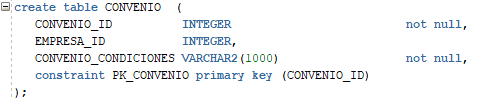 create table CONVENIO  (
   CONVENIO_ID          INTEGER                         not null,
   EMPRESA_ID           INTEGER,
   CONVENIO_CONDICIONES VARCHAR2(1000)                  not null,
   constraint PK_CONVENIO primary key (CONVENIO_ID)
);